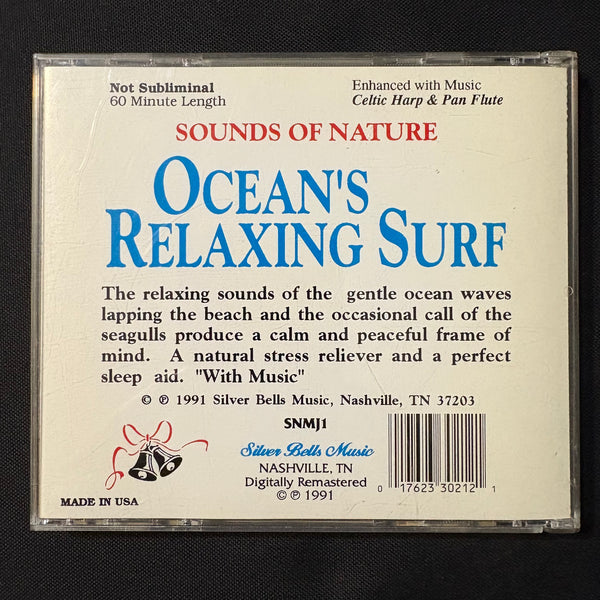 Not Subliminal
60 Minute Length
Enhanced with Music
Celtic Harp & Pan Flute
SOUNDS OF NATURE
OCEAN'S
RELAXING SURF
The relaxing sounds of the gentle ocean waves
lapping the beach and the occasional call of the
seagulls produce a calm and peaceful frame of
mind. A natural stress reliever and a perfect
sleep aid. "With Music"
© ℗ 1991 Silver Bells Music, Nashville, TN 37203
SNMJ1
Silver Bells Music
NASHVILLE, TN
Digitally Remastered
© ℗ 1991
0 17623 30212 1
MADE IN USA